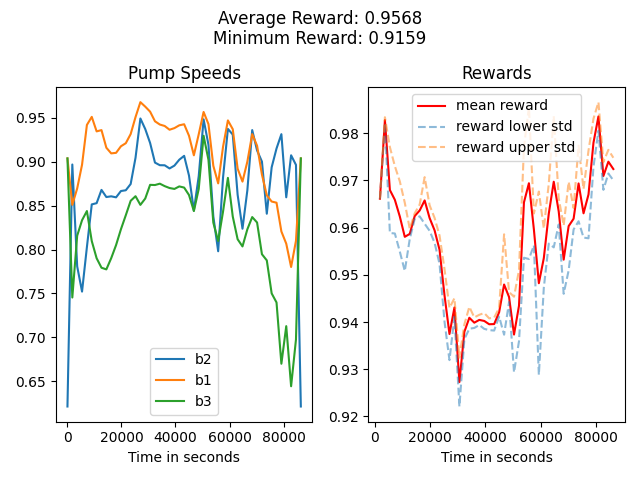 Average Reward: 0.9568
Minimum Reward: 0.9159
Pump Speeds
0.95
0.90
0.85
0.80
0.75
0.70
0.65
b2
b1
b3
0 20000 40000 60000 80000
Time in seconds
Rewards
mean reward
reward lower std
reward upper std
0.98
0.97
0.96
0.95
0.94
0.93
0.92
0 20000 40000 60000 80000
Time in seconds